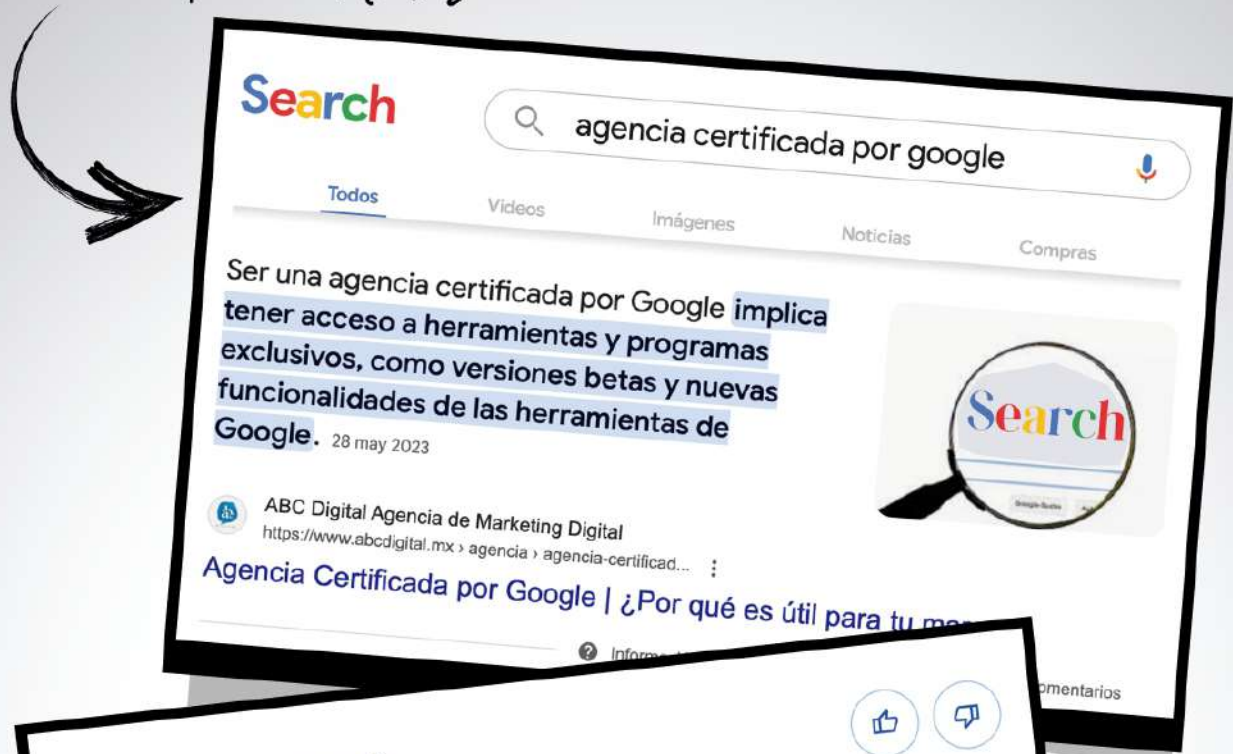 Search
agencia certificada por google
Todos
Videos
Imágenes
Noticias
Compras
Ser una agencia certificada por Google implica
tener acceso a herramientas y programas
exclusivos, como versiones betas y nuevas
funcionalidades de las herramientas de
Google. 28 may 2023
Search
ABC Digital Agencia de Marketing Digital
https://www.abcdigital.mx › agencia › agencia-certificad...
Agencia Certificada por Google | ¿Por qué es útil para tu